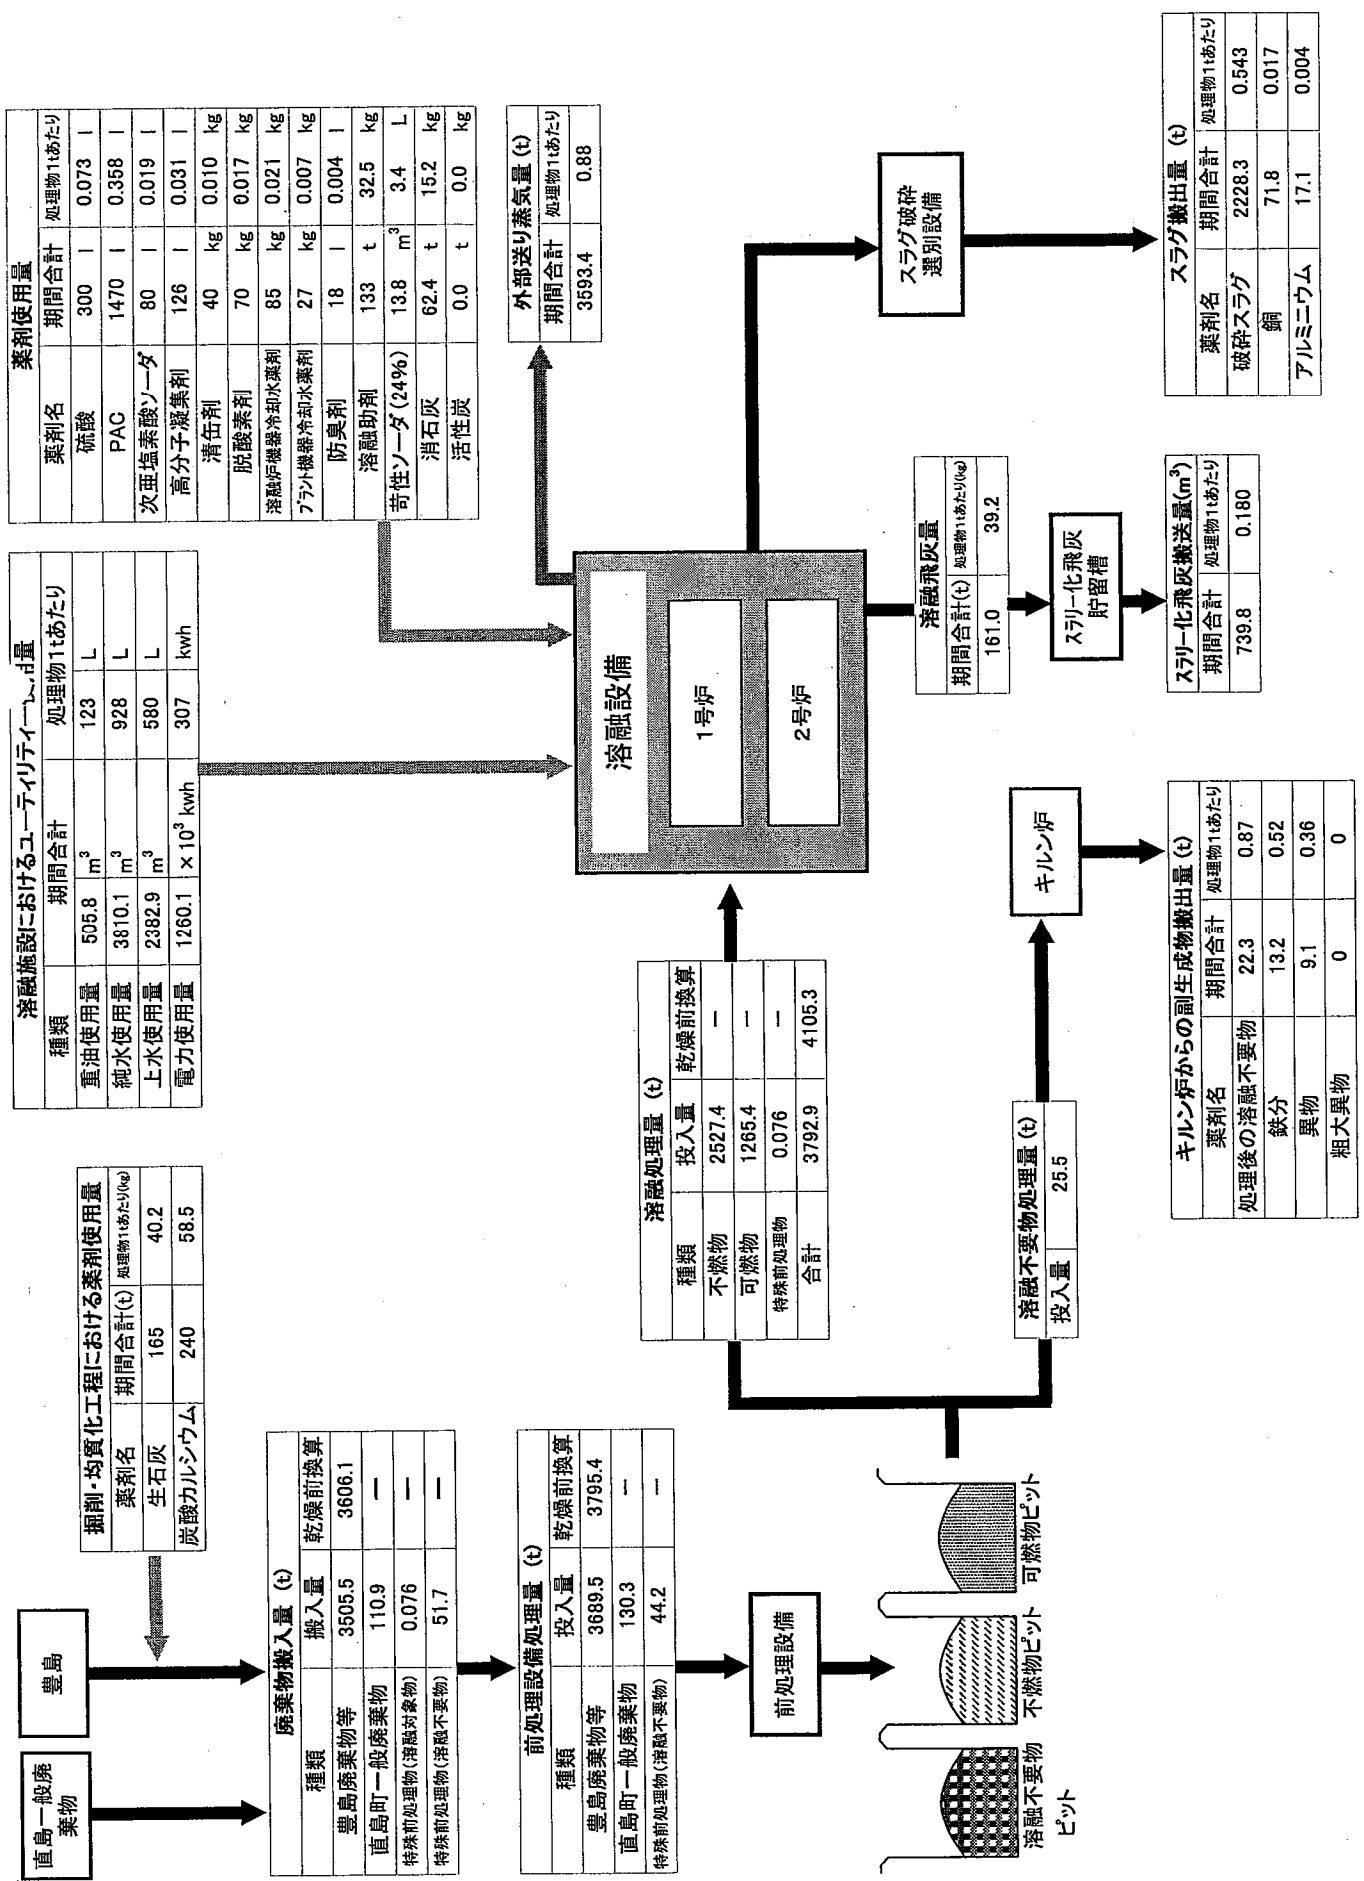 直島一般廃
棄物
豊島
掘削・均質化工程における薬剤使用量
薬剤名 期間合計(t) 処理物1tあたり(kg)
生石灰 165 40.2
炭酸カルシウム 240 58.5
廃棄物搬入量 (t)
種類 搬入量 乾燥前換算
豊島廃棄物等 3505.5 3606.1
直島町一般廃棄物 110.9 ー
特殊前処理物(溶融対象物) 0.076 ー
特殊前処理物(溶融不要物) 51.7 ー
前処理設備処理量 (t)
種類 投入量 乾燥前換算
豊島廃棄物等 3689.5 3795.4
直島町一般廃棄物 130.3 ー
特殊前処理物(溶融不要物) 44.2 ー
前処理設備
溶融不要物
ピット
不燃物ピット
可燃物ピット
溶融施設におけるユーティリティー
種類 期間合計 処理物1tあたり
重油使用量 505.8 m³ 123 L
純水使用量 3810.1 m³ 928 L
上水使用量 2382.9 m³ 580 L
電力使用量 1260.1 ×10³ kwh 307 kwh
薬剤使用量
薬剤名 期間合計 処理物1tあたり
硫酸 300 l 0.073 l
PAC 1470 l 0.358 l
次亜塩素酸ソーダ 80 l 0.019 l
高分子凝集剤 126 l 0.031 l
清缶剤 40 kg 0.010 kg
脱酸素剤 70 kg 0.017 kg
溶融炉機器冷却水薬剤 85 kg 0.021 kg
プラント機器冷却水薬剤 27 kg 0.007 kg
防臭剤 18 l 0.004 l
溶融助剤 133 t 32.5 kg
苛性ソーダ(24%) 13.8 m³ 3.4 L
消石灰 62.4 t 15.2 kg
活性炭 0.0 t 0.0 kg
外部送り蒸気量 (t)
期間合計 処理物1tあたり
3593.4 0.88
溶融処理量 (t)
種類 投入量 乾燥前換算
不燃物 2527.4 ー
可燃物 1265.4 ー
特殊前処理物 0.076 ー
合計 3792.9 4105.3
溶融設備
1号炉
2号炉
スラグ破砕
選別設備
スラグ搬出量 (t)
薬剤名 期間合計 処理物1tあたり
破砕スラグ 2228.3 0.543
銅 71.8 0.017
アルミニウム 17.1 0.004
溶融飛灰量
期間合計(t) 処理物1tあたり(kg)
161.0 39.2
スラリー化飛灰
貯留槽
スラリー化飛灰搬送量(m³)
期間合計 処理物1tあたり
739.8 0.180
溶融不要物処理量 (t)
投入量 25.5
キルン炉
キルン炉からの副生成物搬出量 (t)
薬剤名 期間合計 処理物1tあたり
処理後の溶融不要物 22.3 0.87
鉄分 13.2 0.52
異物 9.1 0.36
粗大異物 0 0